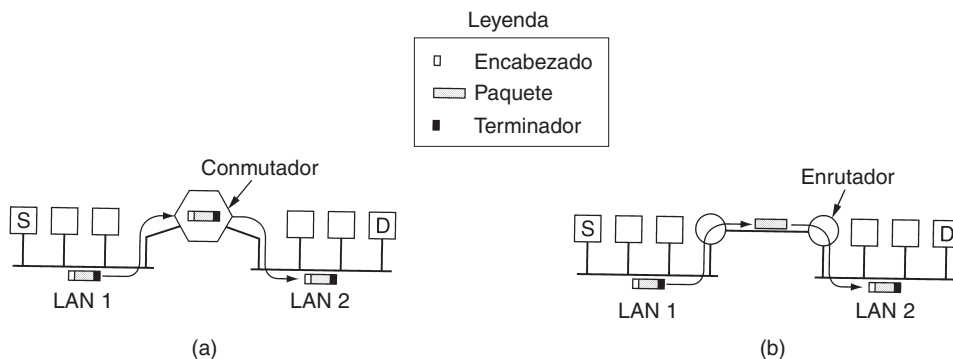 Leyenda
Encabezado
Paquete
Terminador
Conmutador
S
D
LAN 1
LAN 2
(a)
Enrutador
S
D
LAN 1
LAN 2
(b)